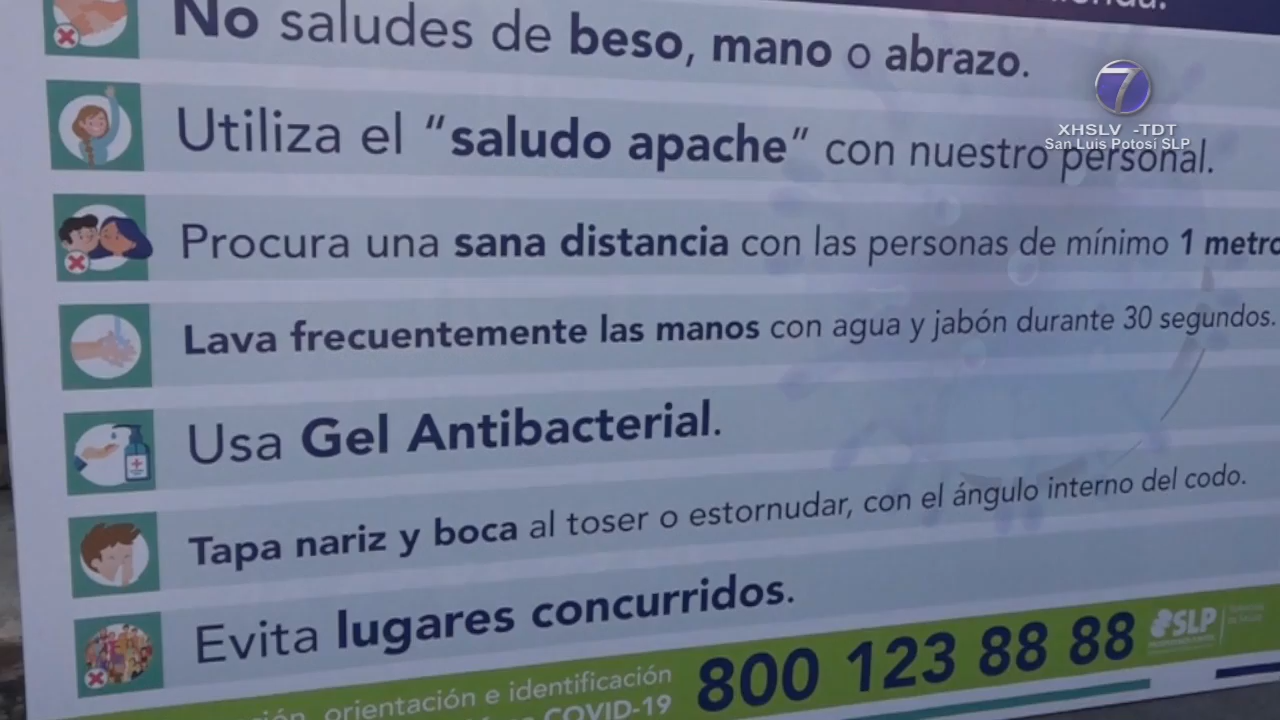 No saludes de beso, mano o abrazo.
7
XHSLV -TDT
San Luis Potosí SLP
Utiliza el “saludo apache” con nuestro personal.
Procura una sana distancia con las personas de mínimo 1 metro
Lava frecuentemente las manos con agua y jabón durante 30 segundos.
Usa Gel Antibacterial.
Tapa nariz y boca al toser o estornudar, con el ángulo interno del codo.
Evita lugares concurridos.
orientación e identificación
COVID-19
800 123 88 88
SLP